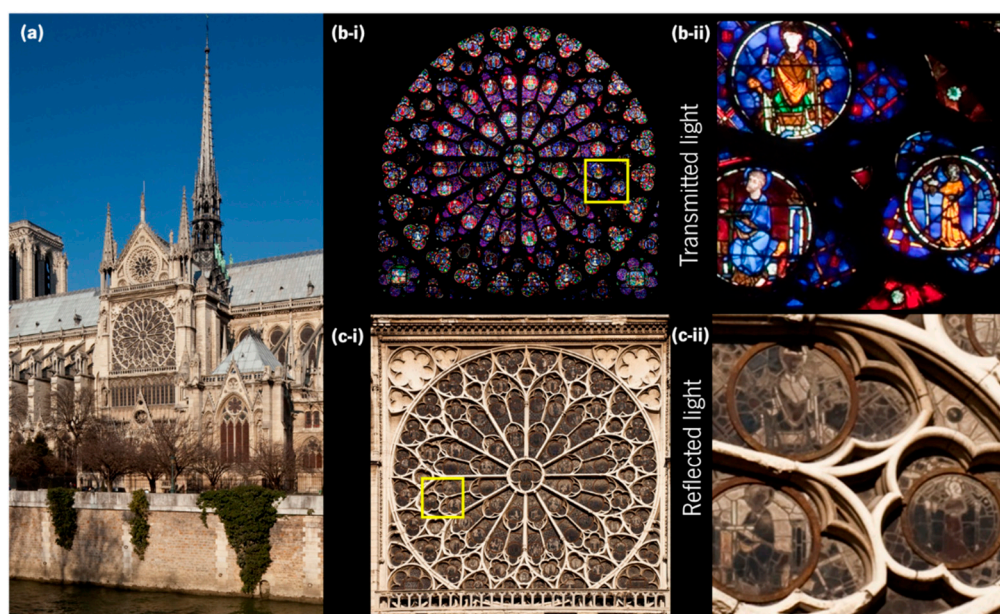 (a)
(b-i)
(b-ii)
Transmitted light
(c-i)
(c-ii)
Reflected light